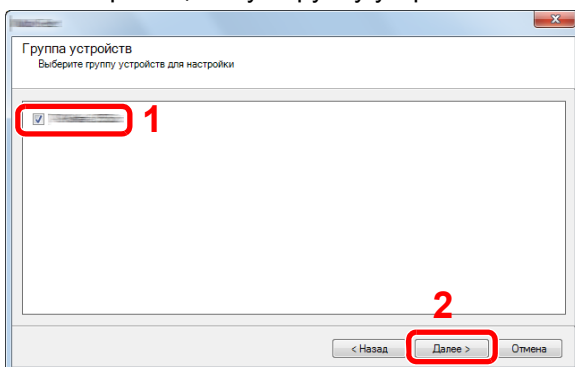 Группа устройств
Выберите группу устройств для настройки
1
2
< Назад
Далее >
Отмена